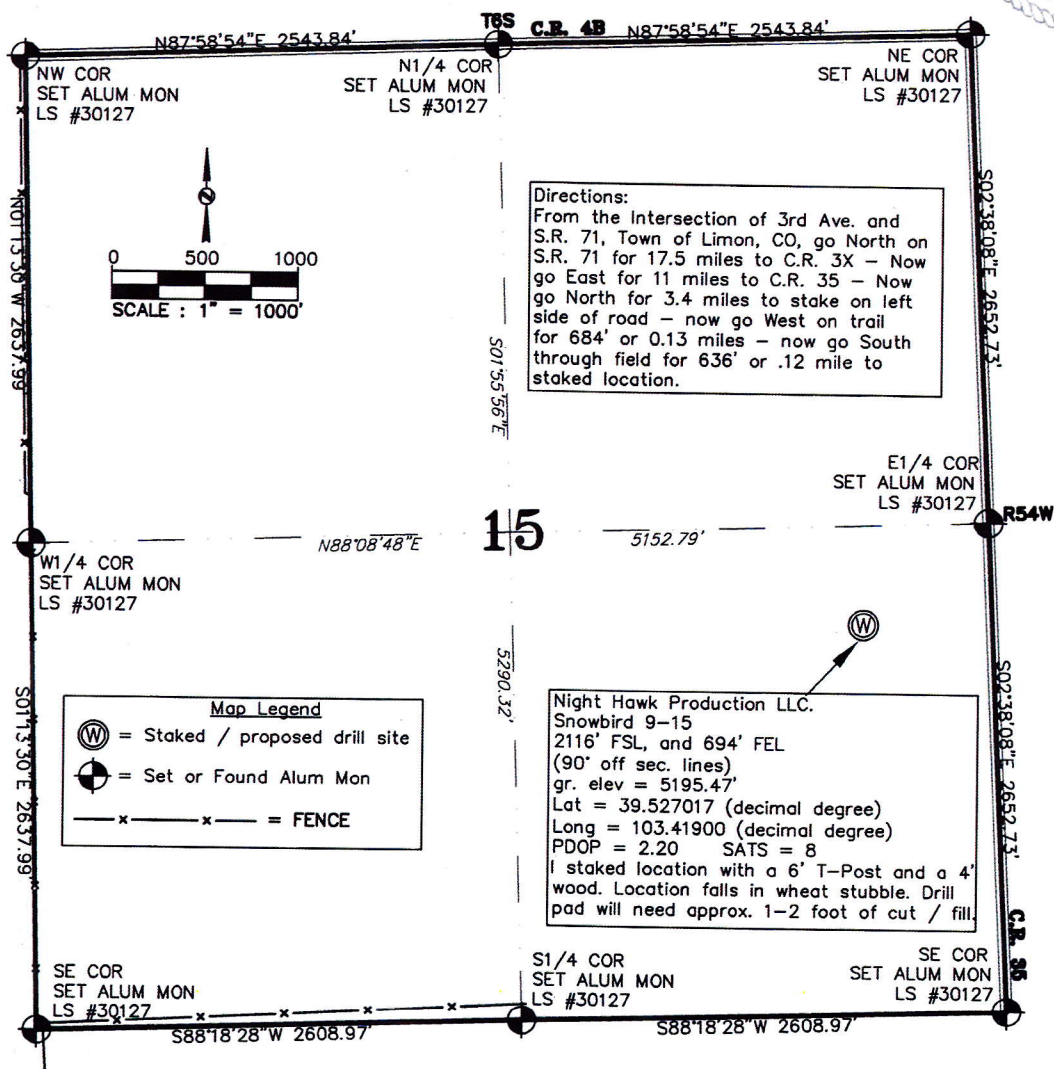 T6S
C.R. 4B
N87°58'54"E 2543.84'
N87°58'54"E 2543.84'
NW COR
SET ALUM MON
LS #30127
N1/4 COR
SET ALUM MON
LS #30127
NE COR
SET ALUM MON
LS #30127
N01°13'30"W 2637.99'
N
0 500 1000
SCALE : 1" = 1000'
Directions:
From the Intersection of 3rd Ave. and
S.R. 71, Town of Limon, CO, go North on
S.R. 71 for 17.5 miles to C.R. 3X – Now
go East for 11 miles to C.R. 35 – Now
go North for 3.4 miles to stake on left
side of road – now go West on trail
for 684' or 0.13 miles – now go South
through field for 636' or .12 mile to
staked location.
S02°38'08"E 2652.73'
S01°55'56"E
E1/4 COR
SET ALUM MON
LS #30127
R54W
N88°08'48"E
15
5152.79'
W1/4 COR
SET ALUM MON
LS #30127
W
5290.32'
S01°13'30"E 2637.99'
Map Legend
W = Staked / proposed drill site
= Set or Found Alum Mon
x x = FENCE
Night Hawk Production LLC.
Snowbird 9–15
2116' FSL, and 694' FEL
(90° off sec. lines)
gr. elev = 5195.47'
Lat = 39.527017 (decimal degree)
Long = 103.41900 (decimal degree)
PDOP = 2.20 SATS = 8
I staked location with a 6' T–Post and a 4'
wood. Location falls in wheat stubble. Drill
pad will need approx. 1–2 foot of cut / fill.
S02°38'08"E 2652.73'
C.R. 35
SE COR
SET ALUM MON
LS #30127
S1/4 COR
SET ALUM MON
LS #30127
SE COR
SET ALUM MON
LS #30127
S88°18'28"W 2608.97'
S88°18'28"W 2608.97'